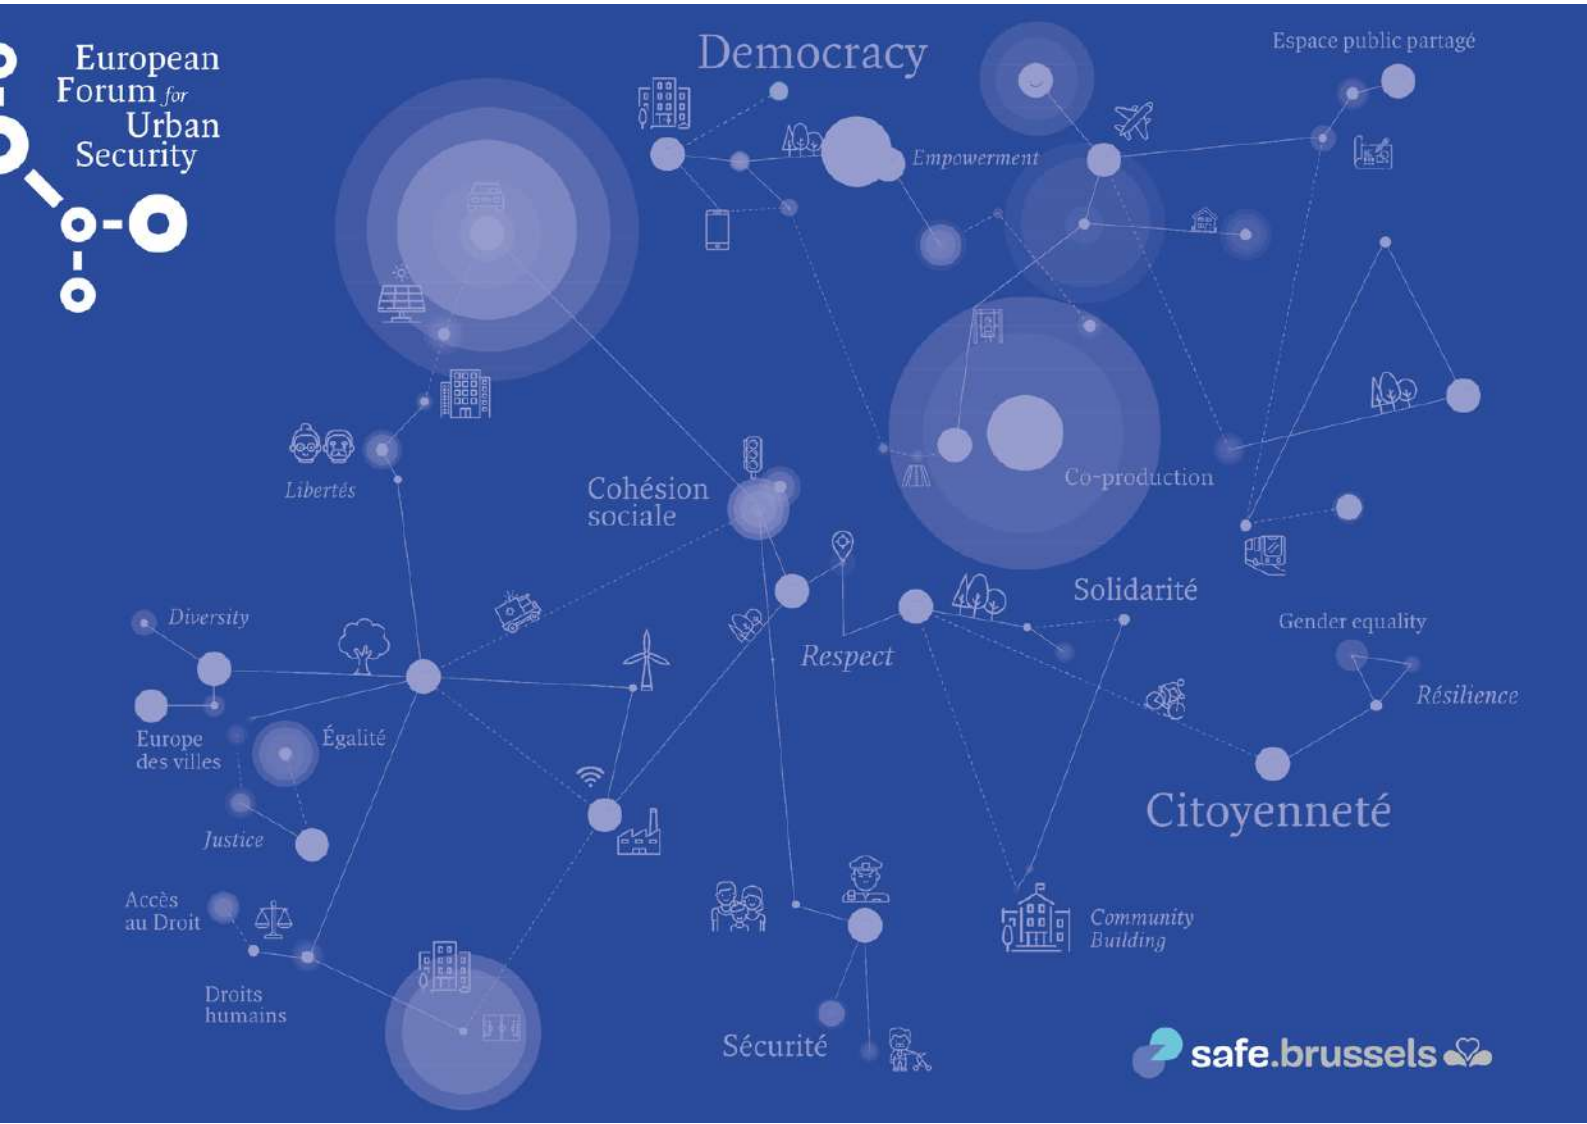 European
Forum for
Urban
Security
Democracy
Espace public partagé
Empowerment
Libertés
Cohésion
sociale
Co-production
Solidarité
Diversity
Respect
Gender equality
Résilience
Europe
des villes
Égalité
Justice
Citoyenneté
Accès
au Droit
Community
Building
Droits
humains
Sécurité
safe.brussels